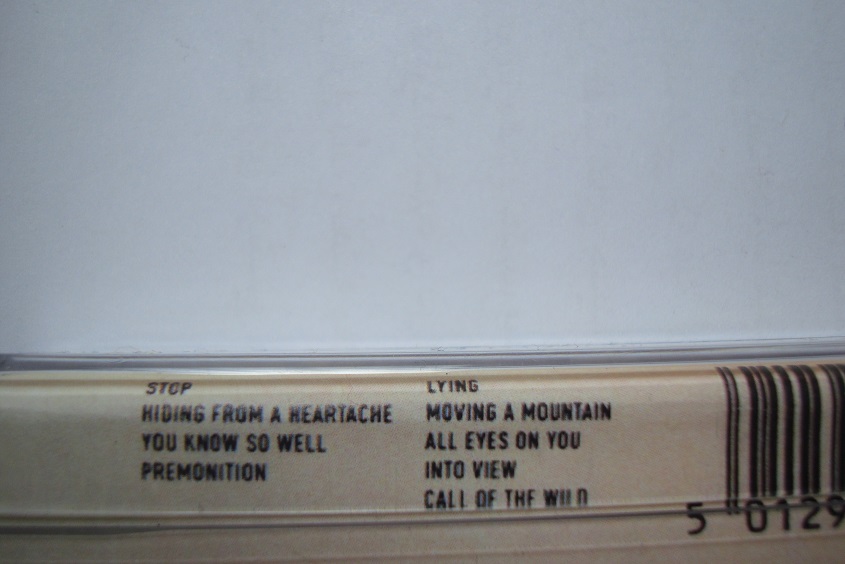 STOP
HIDING FROM A HEARTACHE
YOU KNOW SO WELL
PREMONITION
LYING
MOVING A MOUNTAIN
ALL EYES ON YOU
INTO VIEW
CALL OF THE WILD
5 0129